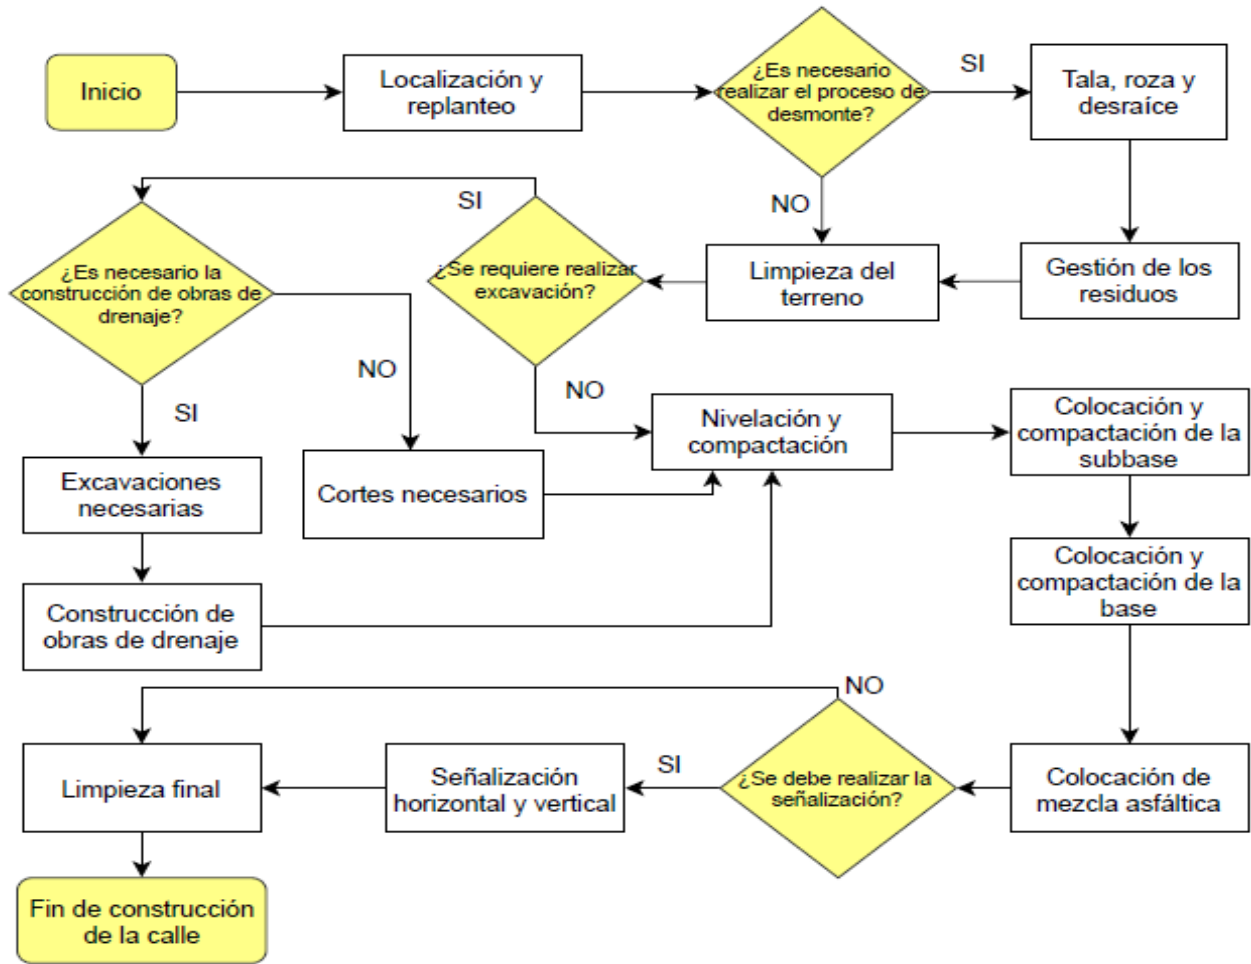 Inicio
Localización y
replanteo
¿Es necesario
realizar el proceso de
desmonte?
SI
Tala, roza y
desraíce
NO
SI
¿Es necesario la
construcción de obras de
drenaje?
¿Se requiere realizar
excavación?
Limpieza del
terreno
Gestión de los
residuos
NO
NO
SI
Nivelación y
compactación
Colocación y
compactación de la
subbase
Excavaciones
necesarias
Cortes necesarios
Colocación y
compactación de la
base
Construcción de
obras de drenaje
NO
Limpieza final
Señalización
horizontal y vertical
SI
¿Se debe realizar la
señalización?
Colocación de
mezcla asfáltica
Fin de construcción
de la calle